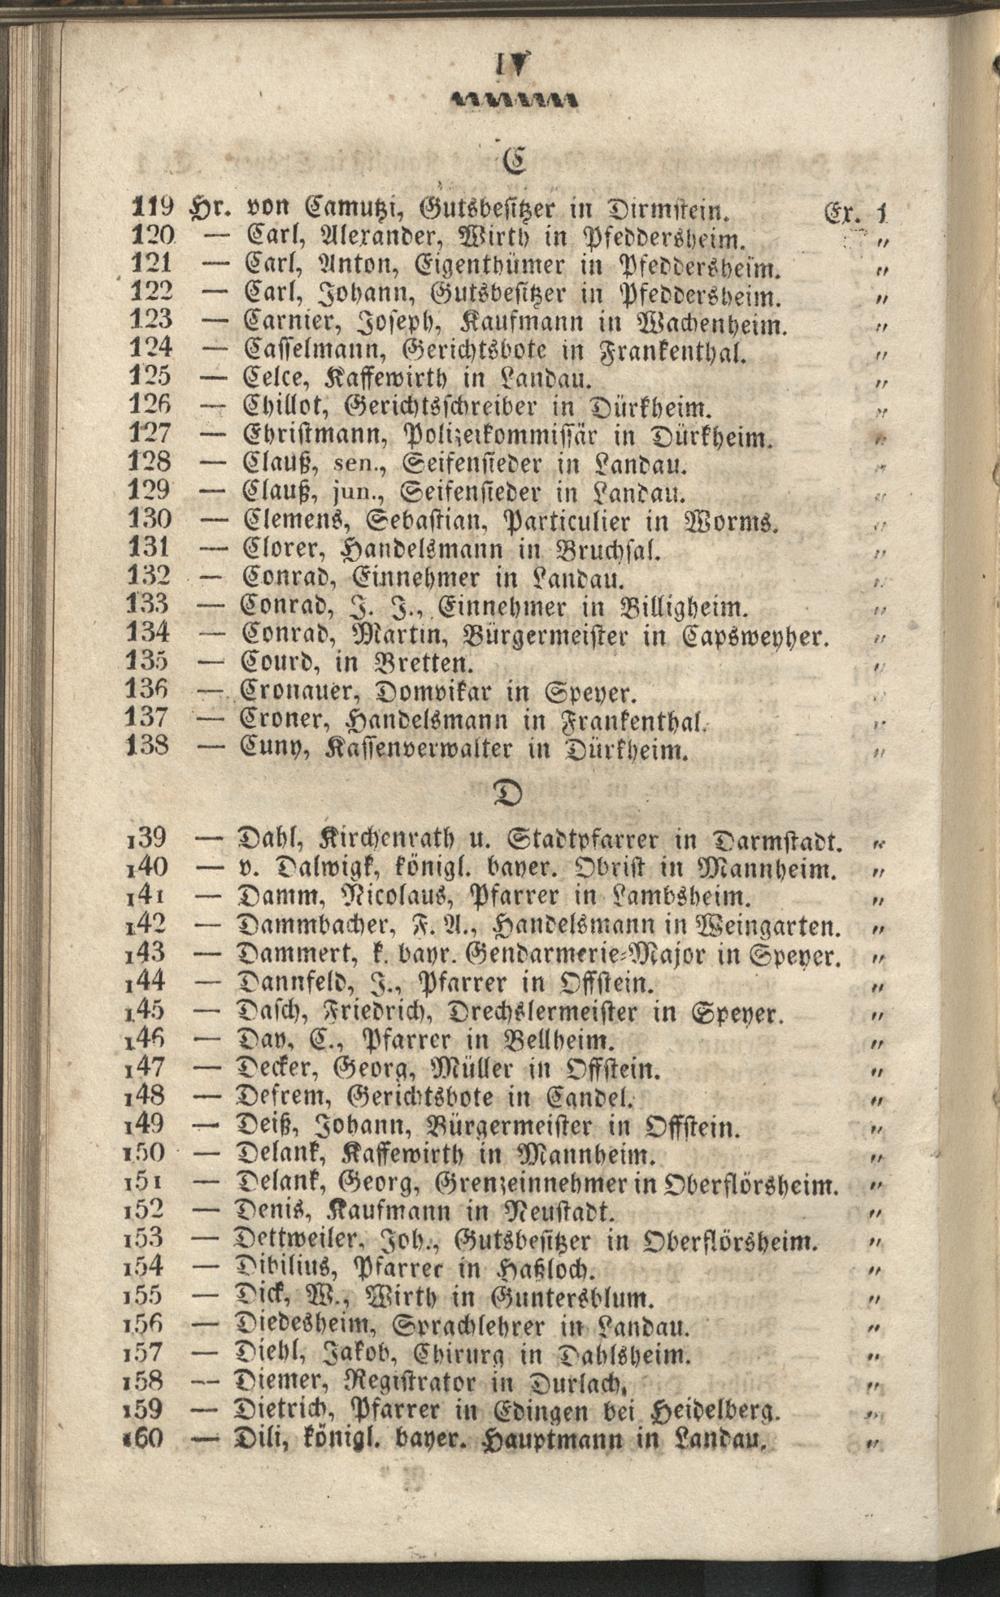 IV
C
119 Hr. von Camutzi, Gutsbesitzer in Dirmstein. Ex. 1
120 — Carl, Alexander, Wirth in Pfeddersheim. „
121 — Carl, Anton, Eigenthümer in Pfeddersheim. „
122 — Carl, Johann, Gutsbesitzer in Pfeddersheim. „
123 — Carnier, Joseph, Kaufmann in Wachenheim. „
124 — Casselmann, Gerichtsbote in Frankenthal. „
125 — Celce, Kaffewirth in Landau. „
126 — Chillot, Gerichtsschreiber in Dürkheim. „
127 — Christmann, Polizeikommissär in Dürkheim. „
128 — Clauß, sen., Seifensieder in Landau. „
129 — Clauß, jun., Seifensieder in Landau. „
130 — Clemens, Sebastian, Particulier in Worms. „
131 — Clorer, Handelsmann in Bruchsal. „
132 — Conrad, Einnehmer in Landau. „
133 — Conrad, J. J., Einnehmer in Billigheim. „
134 — Conrad, Martin, Bürgermeister in Capsweyher. „
135 — Courd, in Bretten. „
136 — Cronauer, Domvikar in Speyer. „
137 — Croner, Handelsmann in Frankenthal. „
138 — Cuny, Kassenverwalter in Dürkheim. „
D
139 — Dahl, Kirchenrath u. Stadtpfarrer in Darmstadt. „
140 — v. Dalwigk, königl. bayer. Obrist in Mannheim. „
141 — Damm, Nicolaus, Pfarrer in Lambsheim. „
142 — Dammbacher, F. A., Handelsmann in Weingarten. „
143 — Dammert, k. bayr. Gendarmerie-Major in Speyer. „
144 — Dannfeld, J., Pfarrer in Offstein. „
145 — Dasch, Friedrich, Drechslermeister in Speyer. „
146 — Day, C., Pfarrer in Bellheim. „
147 — Decker, Georg, Müller in Offstein. „
148 — Defrem, Gerichtsbote in Candel. „
149 — Deiß, Johann, Bürgermeister in Offstein. „
150 — Delank, Kaffewirth in Mannheim. „
151 — Delank, Georg, Grenzeinnehmer in Oberflörsheim. „
152 — Denis, Kaufmann in Neustadt. „
153 — Dettweiler, Joh., Gutsbesitzer in Oberflörsheim. „
154 — Dibilius, Pfarrer in Haßloch. „
155 — Dick, W., Wirth in Guntersblum. „
156 — Diedesheim, Sprachlehrer in Landau. „
157 — Diehl, Jakob, Chirurg in Dahlsheim. „
158 — Diemer, Registrator in Durlach. „
159 — Dietrich, Pfarrer in Edingen bei Heidelberg. „
160 — Dili, königl. bayer. Hauptmann in Landau. „